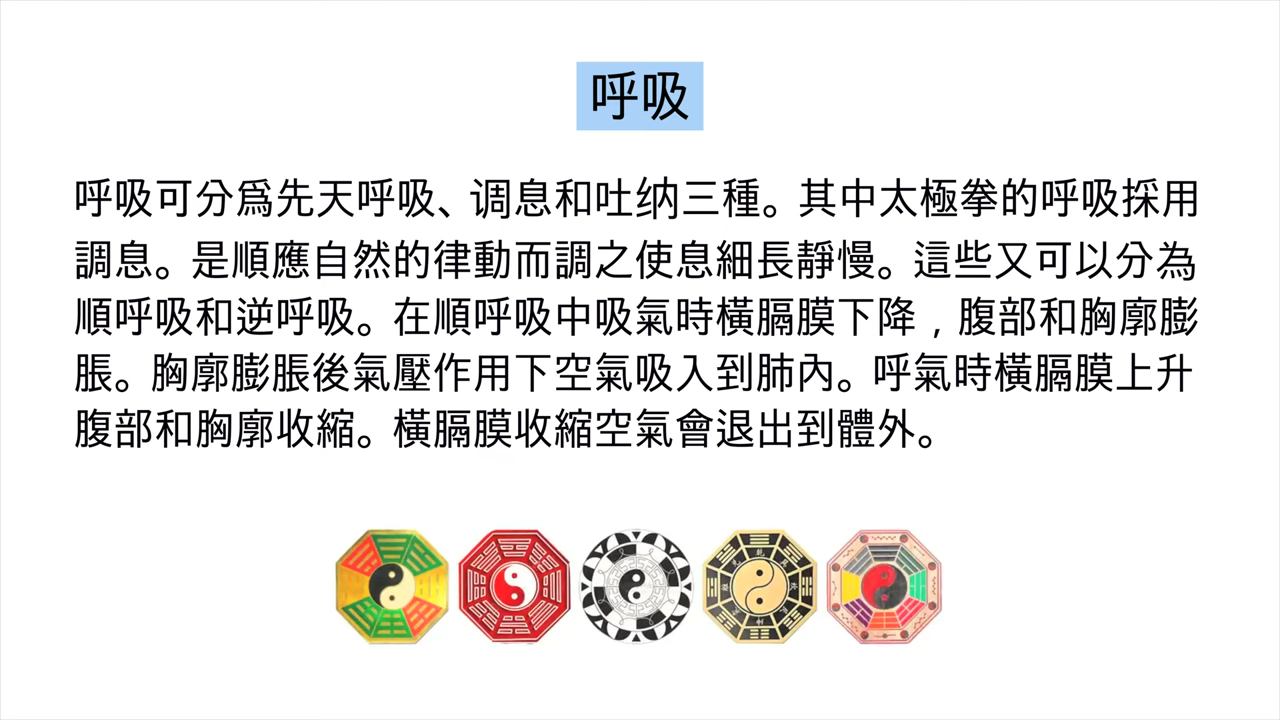 呼吸
呼吸可分爲先天呼吸、调息和吐纳三種。其中太極拳的呼吸採用
調息。是順應自然的律動而調之使息細長靜慢。這些又可以分為
順呼吸和逆呼吸。在順呼吸中吸氣時橫膈膜下降，腹部和胸廓膨
脹。胸廓膨脹後氣壓作用下空氣吸入到肺內。呼氣時橫膈膜上升
腹部和胸廓收縮。橫膈膜收縮空氣會退出到體外。